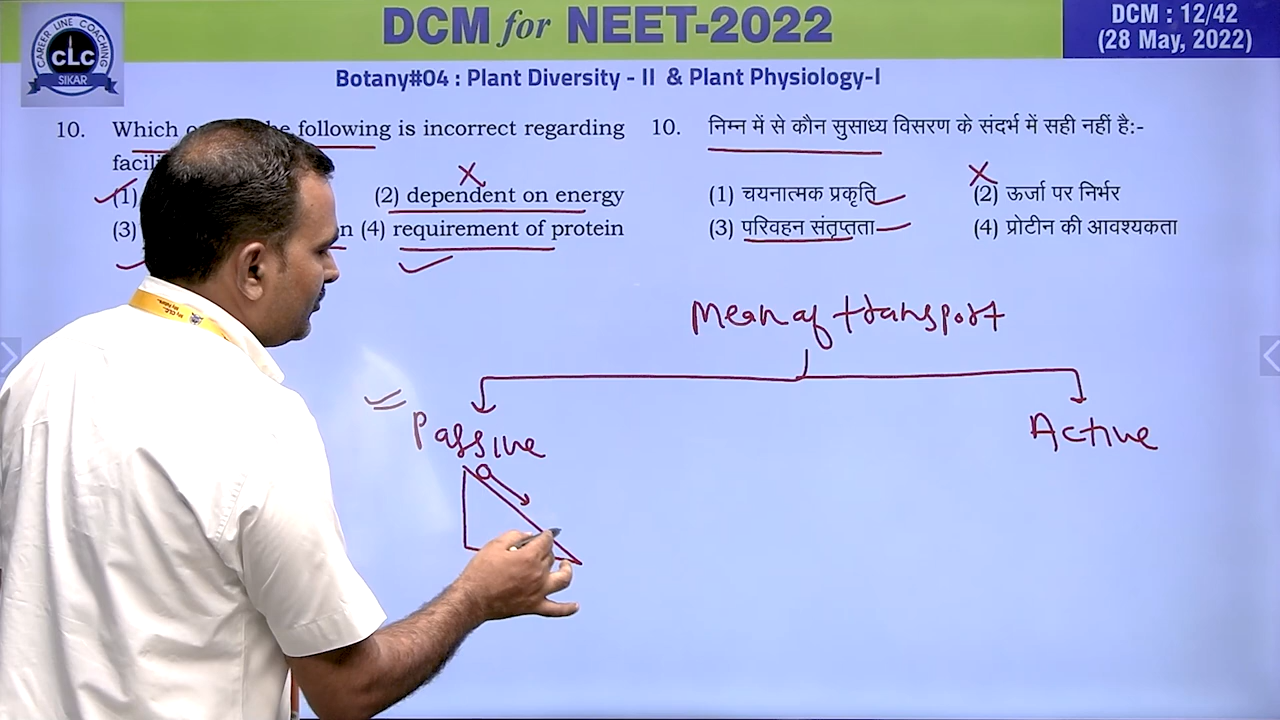 DCM for NEET-2022
DCM : 12/42
(28 May, 2022)
CAREER LINE COACHING
CLC
SIKAR
Botany#04 : Plant Diversity - II & Plant Physiology-I
10. Which following is incorrect regarding
(1) (2) dependent on energy
(3) (4) requirement of protein
10. निम्न में से कौन सुसाध्य विसरण के संदर्भ में सही नहीं है:-
(1) चयनात्मक प्रकृति (2) ऊर्जा पर निर्भर
(3) परिवहन संतृप्तता (4) प्रोटीन की आवश्यकता
Mean of transport
Passive
Active